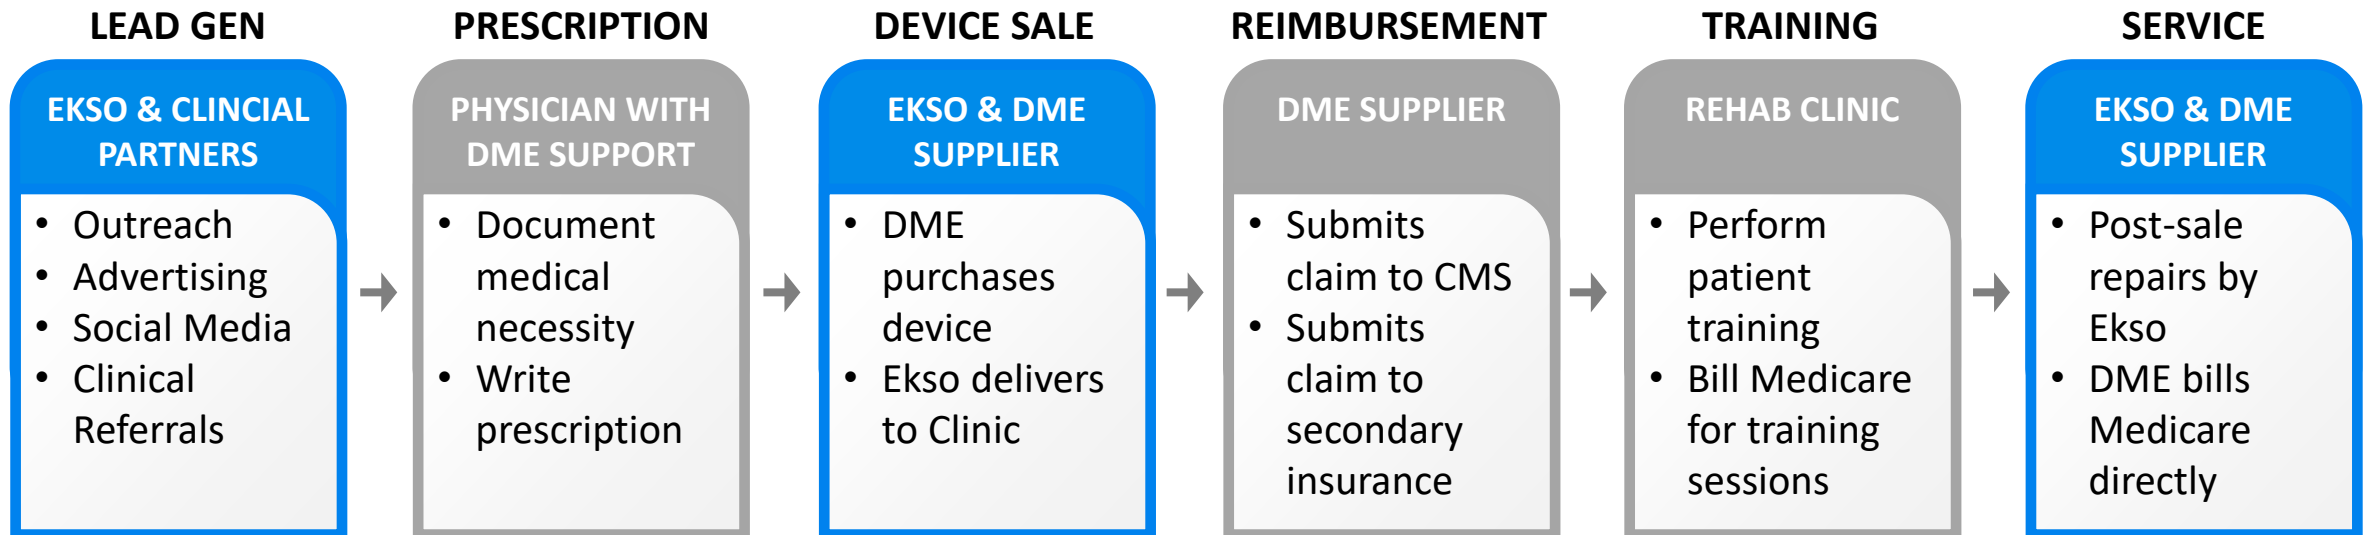 LEAD GEN
EKSO & CLINCIAL
PARTNERS
• Outreach
• Advertising
• Social Media
• Clinical
Referrals
PRESCRIPTION
PHYSICIAN WITH
DME SUPPORT
• Document
medical
necessity
• Write
prescription
DEVICE SALE
EKSO & DME
SUPPLIER
• DME
purchases
device
• Ekso delivers
to Clinic
REIMBURSEMENT
DME SUPPLIER
• Submits
claim to CMS
• Submits
claim to
secondary
insurance
TRAINING
REHAB CLINIC
• Perform
patient
training
• Bill Medicare
for training
sessions
SERVICE
EKSO & DME
SUPPLIER
• Post-sale
repairs by
Ekso
• DME bills
Medicare
directly